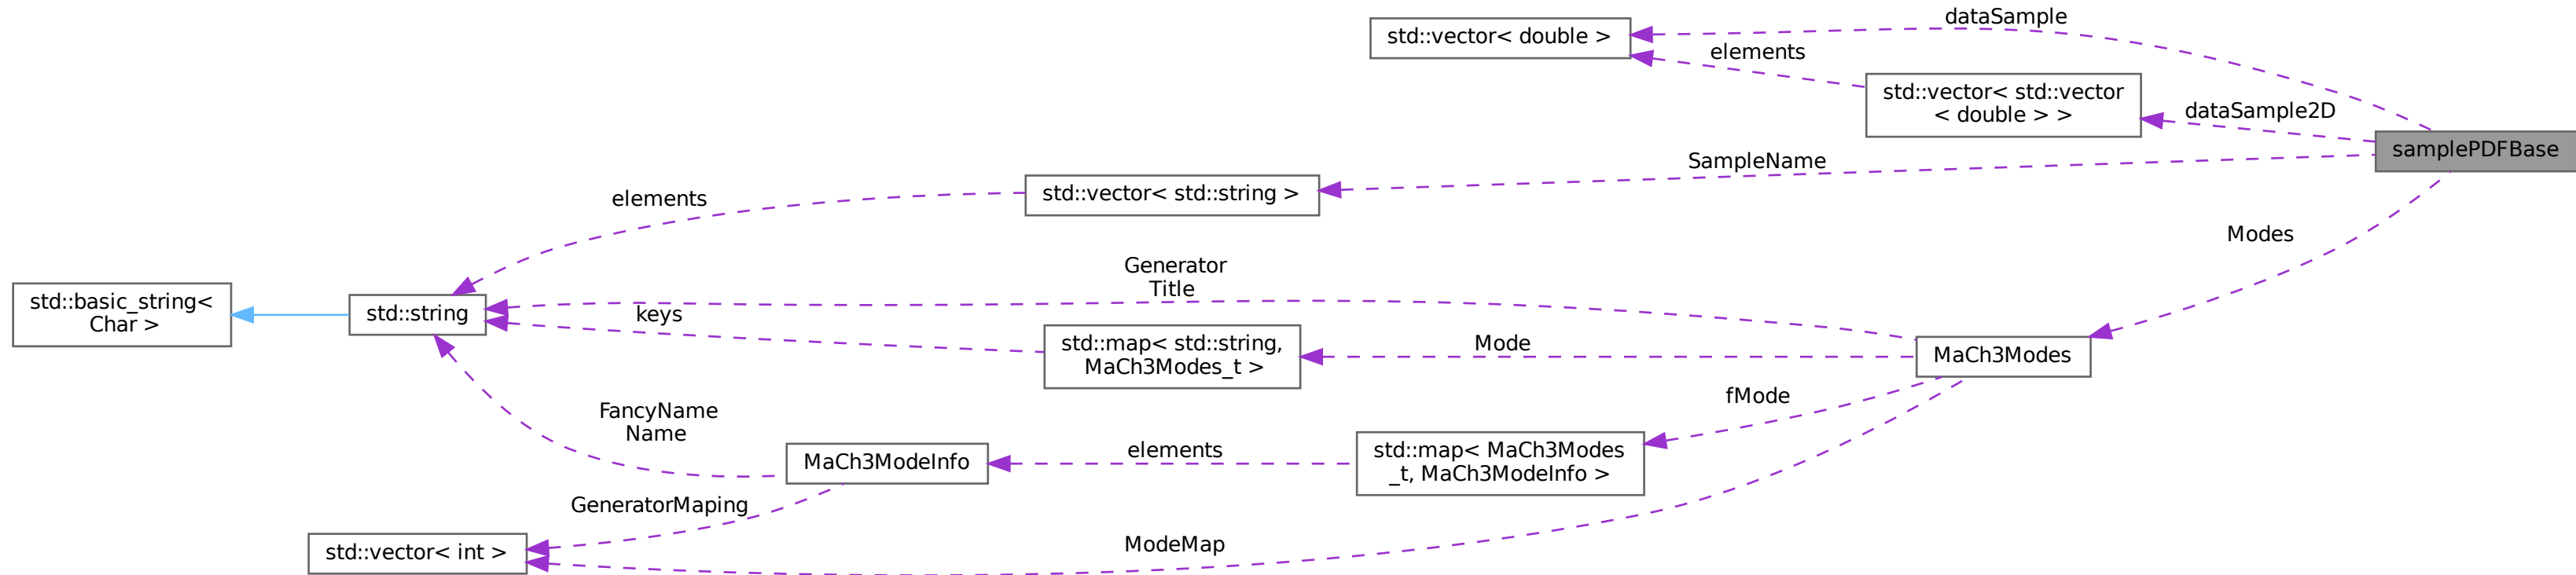 dataSample
std::vector< double >
elements
std::vector< std::vector
< double > >
dataSample2D
samplePDFBase
SampleName
std::vector< std::string >
elements
Modes
Generator
Title
std::basic_string<
Char >
std::string
keys
std::map< std::string,
MaCh3Modes_t >
Mode
MaCh3Modes
fMode
FancyName
Name
MaCh3ModeInfo
elements
std::map< MaCh3Modes
_t, MaCh3ModeInfo >
GeneratorMaping
std::vector< int >
ModeMap